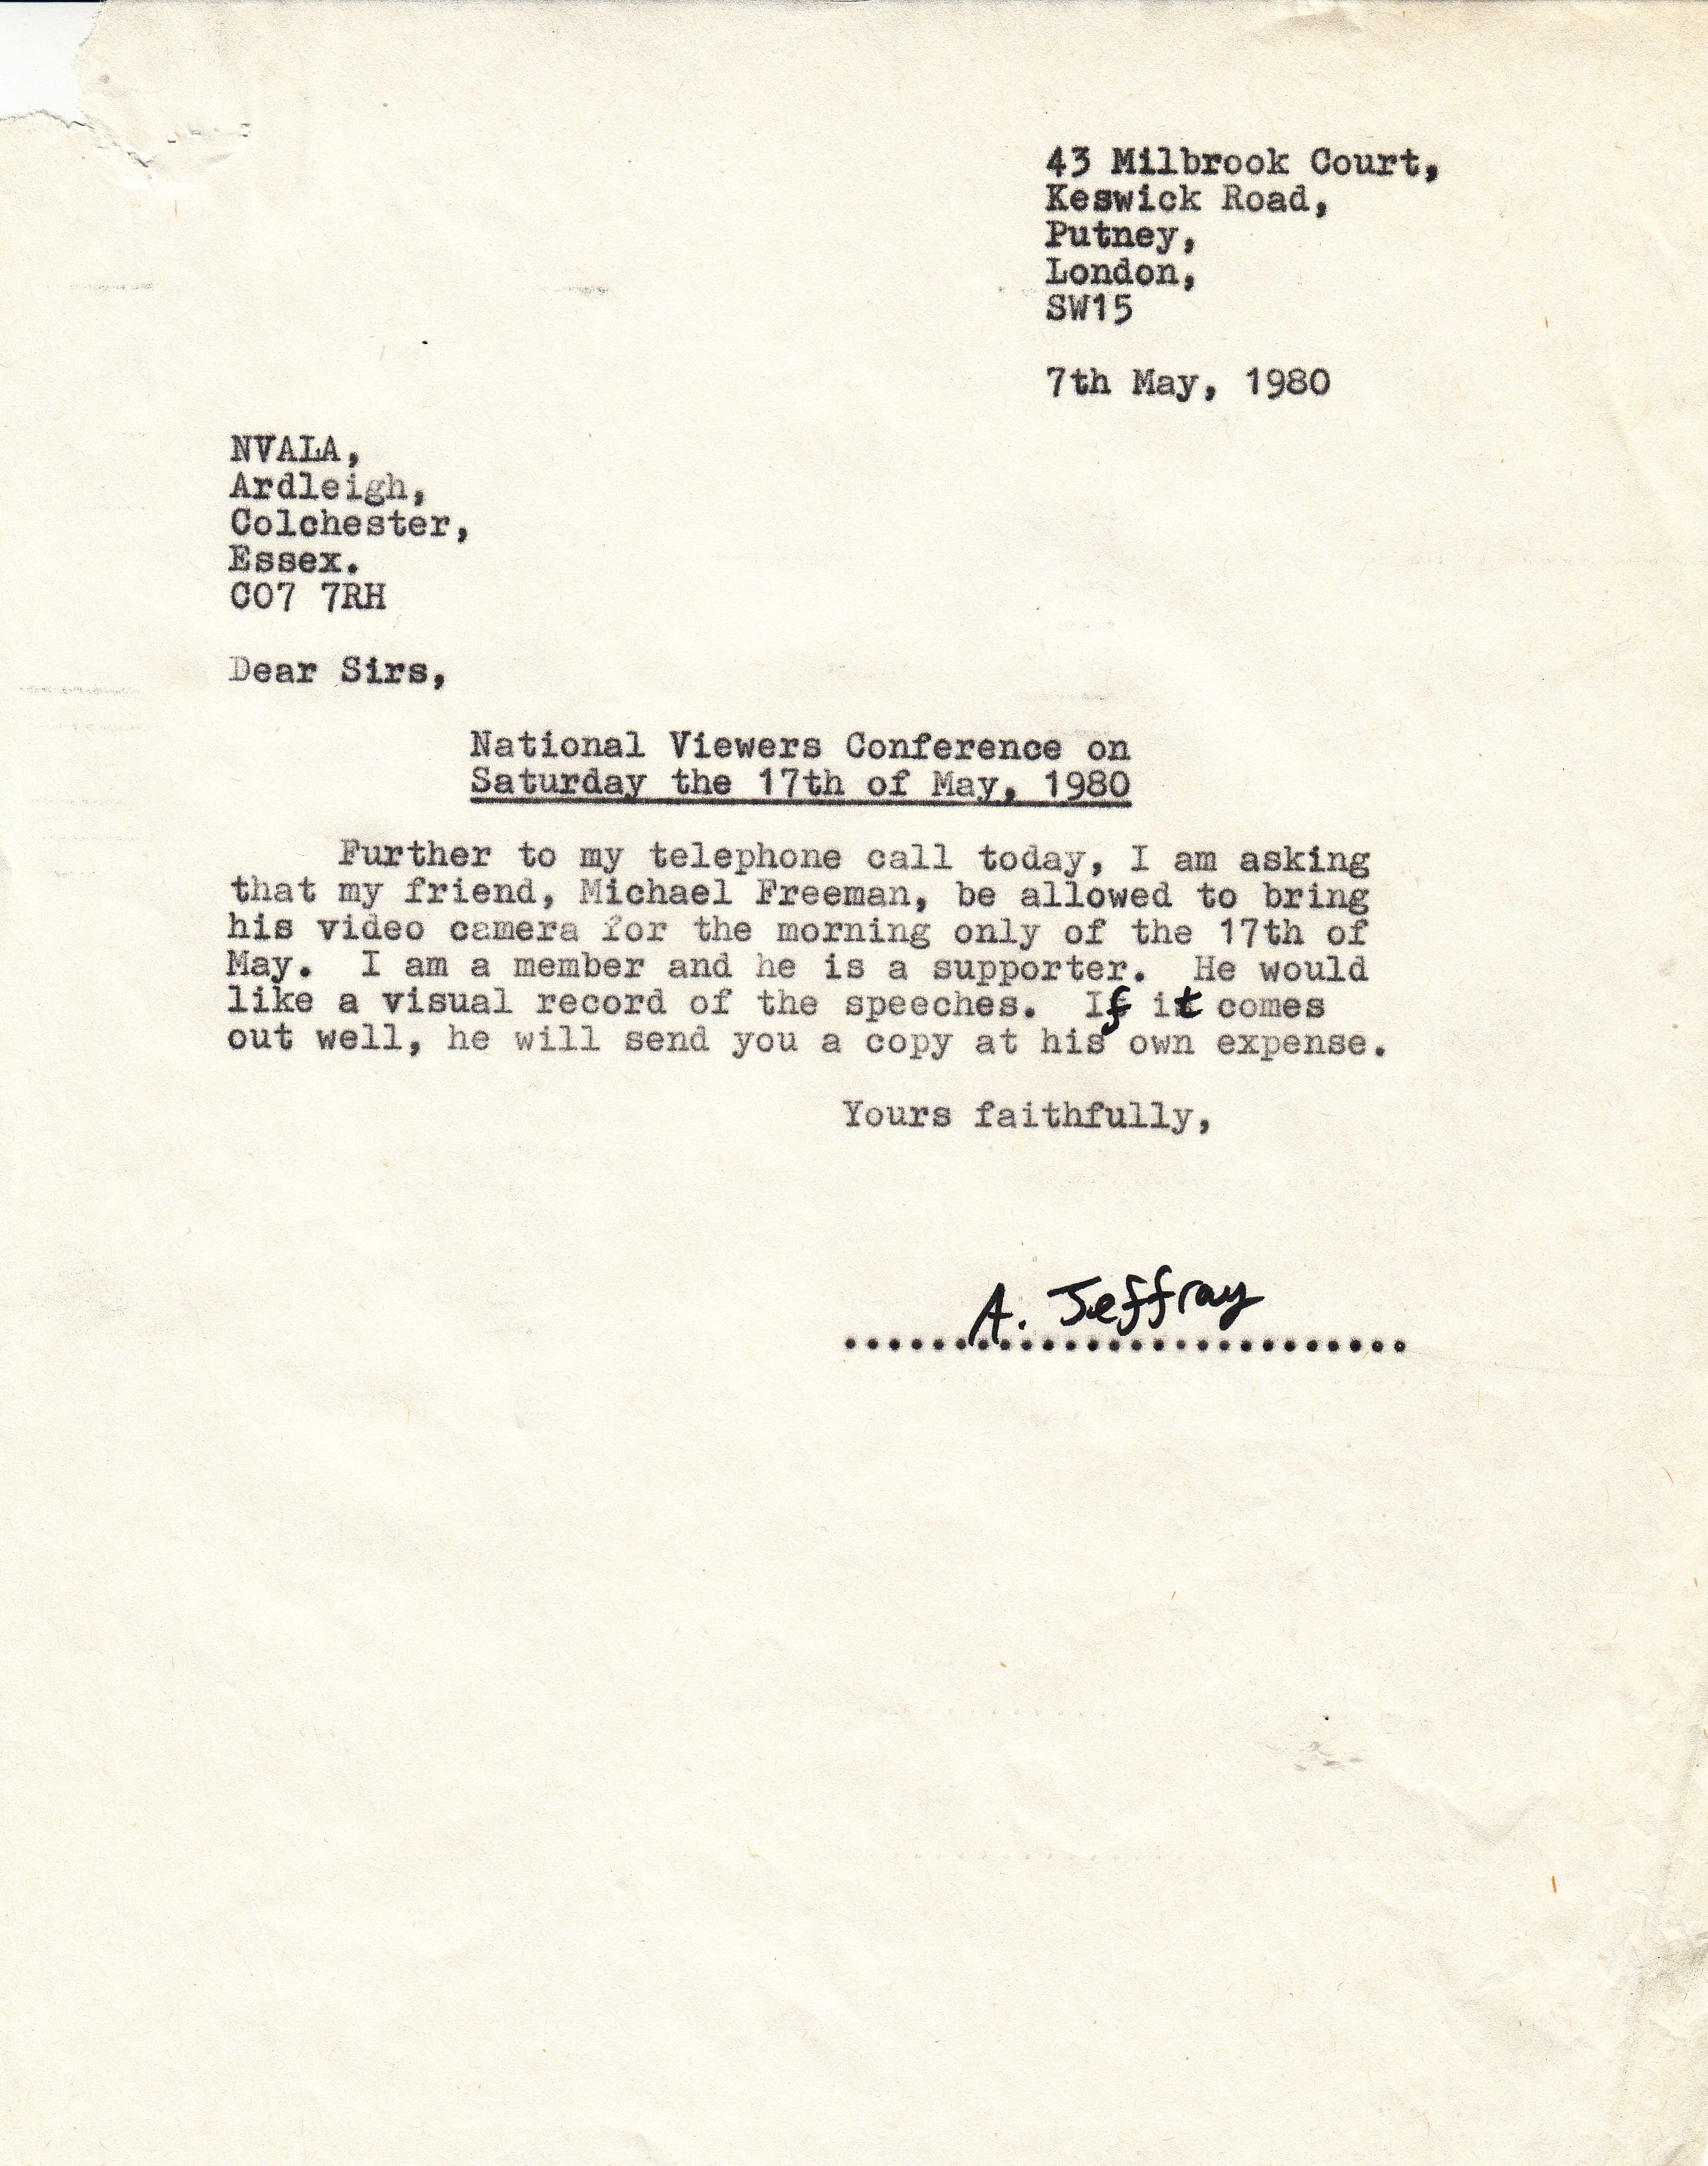 43 Milbrook Court,
Keswick Road,
Putney,
London,
SW15
7th May, 1980
NVALA,
Ardleigh,
Colchester,
Essex.
CO7 7RH
Dear Sirs,
National Viewers Conference on
Saturday the 17th of May, 1980
Further to my telephone call today, I am asking
that my friend, Michael Freeman, be allowed to bring
his video camera for the morning only of the 17th of
May. I am a member and he is a supporter. He would
like a visual record of the speeches. If it comes
out well, he will send you a copy at his own expense.
Yours faithfully,
A. Jeffray
..........................